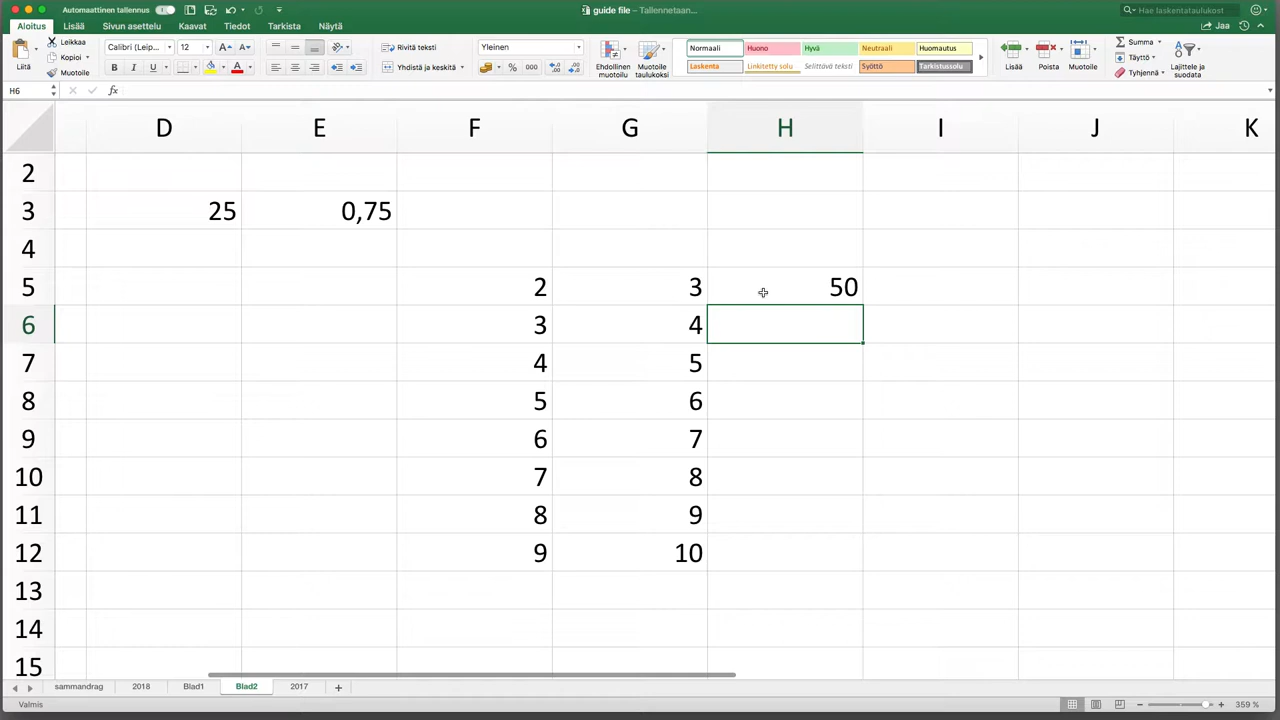 Automaattinen tallennus
guide file – Tallennetaan...
Hae laskentataulukosta
Aloitus Lisää Sivun asettelu Kaavat Tiedot Tarkista Näytä
Jaa
Leikkaa
Kopioi
Muotoile
Calibri (Leip... 12
Rivitä teksti
Yhdistä ja keskitä
Yleinen
% 000
B I U
Ehdollinen muotoilu
Muotoile taulukoksi
Normaali Huono Hyvä Neutraali Huomautus
Laskenta Linkitetty solu Selittävä teksti Syöttö Tarkistussolu
Lisää Poista Muotoile
Summa
Täyttö
Tyhjennä
Lajittele ja suodata
H6 fx
D E F G H I J K
2
3 25 0,75
4
5 2 3 50
6 3 4
7 4 5
8 5 6
9 6 7
10 7 8
11 8 9
12 9 10
13
14
15
sammandrag 2018 Blad1 Blad2 2017
Valmis
359 %